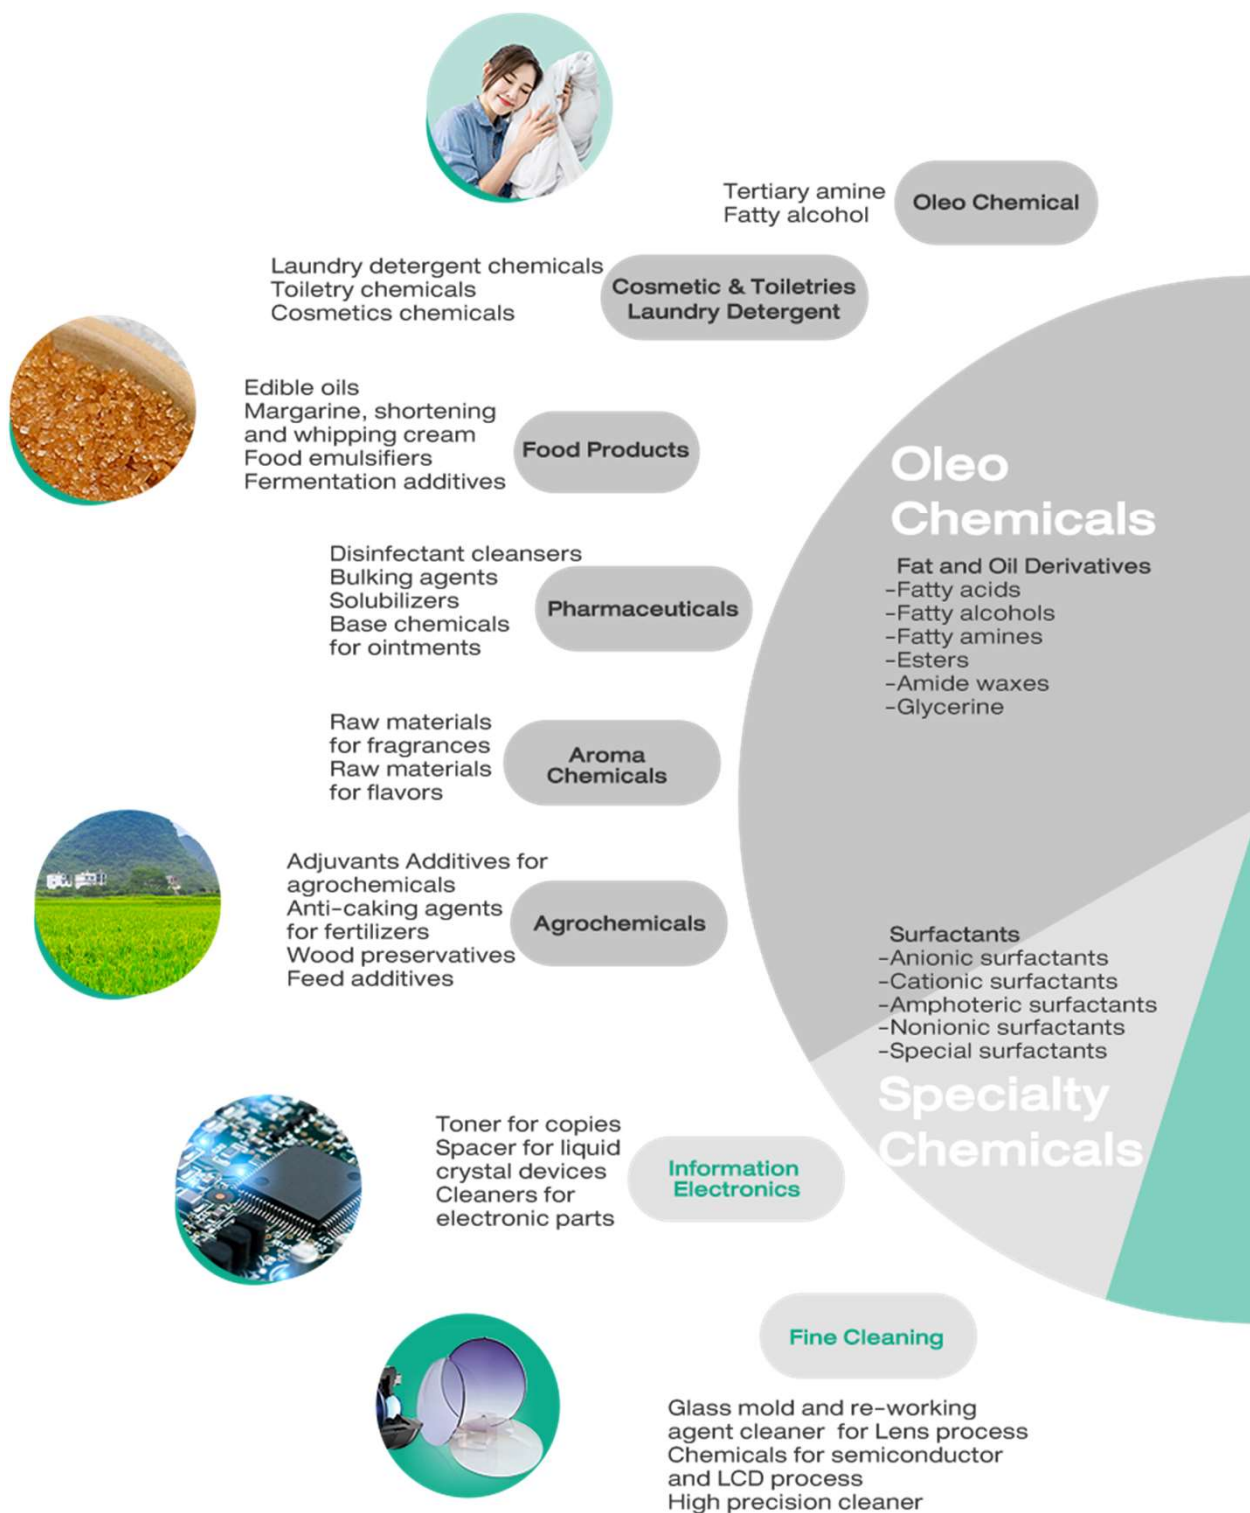 Tertiary amine
Fatty alcohol
Oleo Chemical
Laundry detergent chemicals
Toiletry chemicals
Cosmetics chemicals
Cosmetic & Toiletries
Laundry Detergent
Edible oils
Margarine, shortening
and whipping cream
Food emulsifiers
Fermentation additives
Food Products
Oleo
Chemicals
Fat and Oil Derivatives
-Fatty acids
-Fatty alcohols
-Fatty amines
-Esters
-Amide waxes
-Glycerine
Disinfectant cleansers
Bulking agents
Solubilizers
Base chemicals
for ointments
Pharmaceuticals
Raw materials
for fragrances
Raw materials
for flavors
Aroma
Chemicals
Adjuvants Additives for
agrochemicals
Anti-caking agents
for fertilizers
Wood preservatives
Feed additives
Agrochemicals
Surfactants
-Anionic surfactants
-Cationic surfactants
-Amphoteric surfactants
-Nonionic surfactants
-Special surfactants
Specialty
Chemicals
Toner for copies
Spacer for liquid
crystal devices
Cleaners for
electronic parts
Information
Electronics
Fine Cleaning
Glass mold and re-working
agent cleaner for Lens process
Chemicals for semiconductor
and LCD process
High precision cleaner